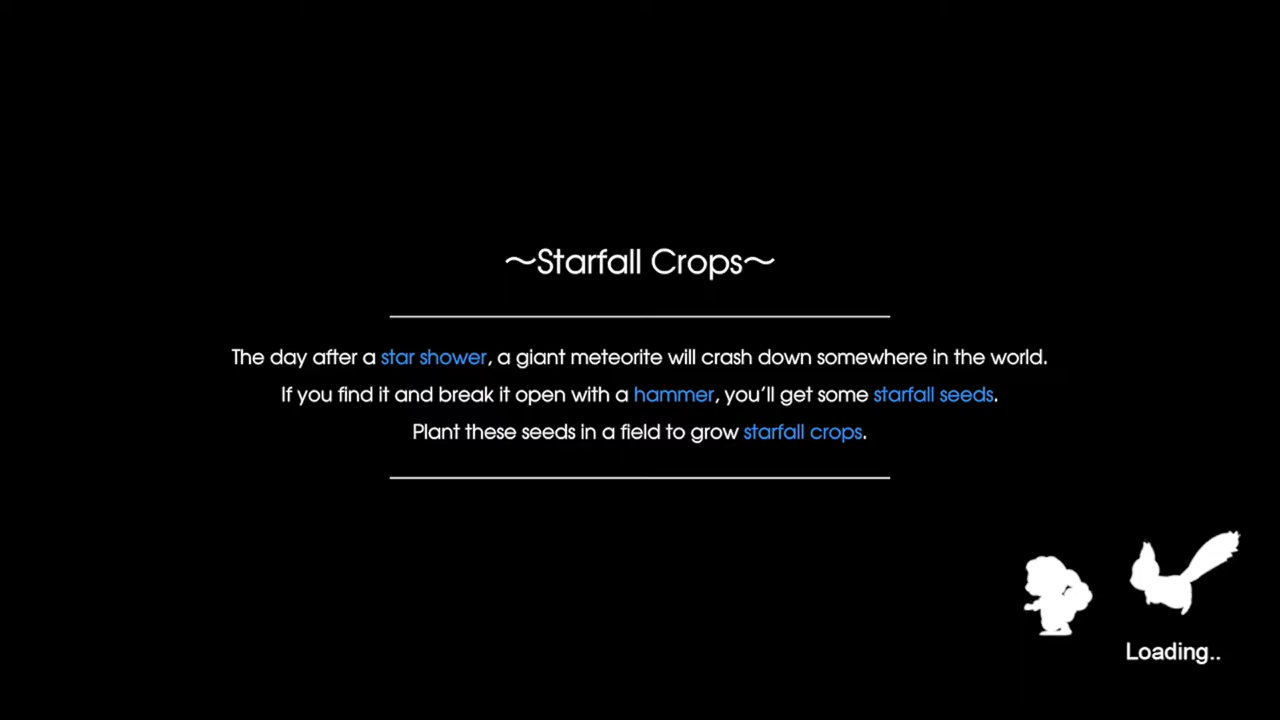 ～Starfall Crops～
The day after a star shower, a giant meteorite will crash down somewhere in the world.
If you find it and break it open with a hammer, you’ll get some starfall seeds.
Plant these seeds in a field to grow starfall crops.
Loading..